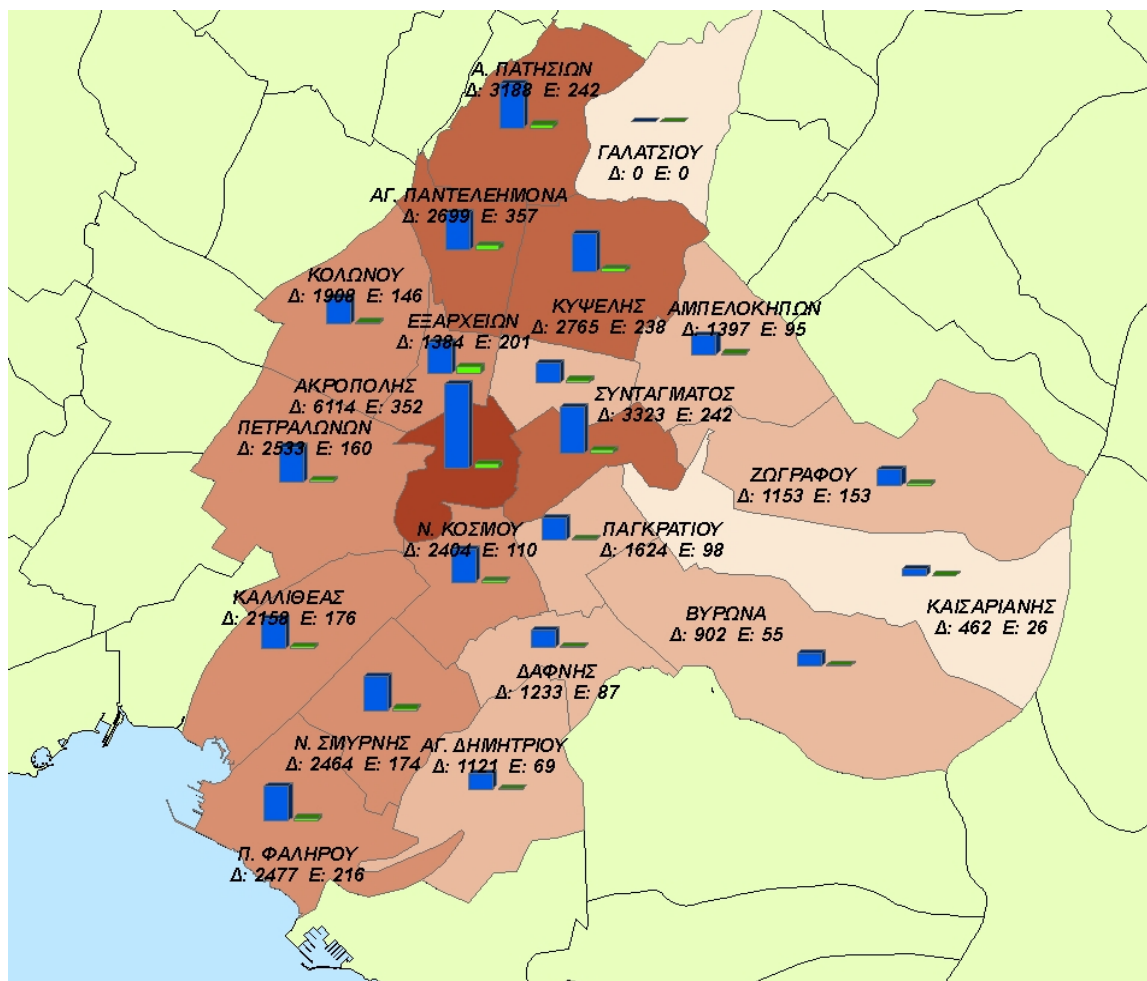 Α. ΠΑΤΗΣΙΩΝ
Δ: 3188 Ε: 242
ΓΑΛΑΤΣΙΟΥ
Δ: 0 Ε: 0
ΑΓ. ΠΑΝΤΕΛΕΗΜΟΝΑ
Δ: 2699 Ε: 357
ΚΟΛΩΝΟΥ
Δ: 1908 Ε: 146
ΚΥΨΕΛΗΣ
Δ: 2765 Ε: 238
ΑΜΠΕΛΟΚΗΠΩΝ
Δ: 1397 Ε: 95
ΕΞΑΡΧΕΙΩΝ
Δ: 1384 Ε: 201
ΑΚΡΟΠΟΛΗΣ
Δ: 6114 Ε: 352
ΣΥΝΤΑΓΜΑΤΟΣ
Δ: 3323 Ε: 242
ΠΕΤΡΑΛΩΝΩΝ
Δ: 2533 Ε: 160
ΖΩΓΡΑΦΟΥ
Δ: 1153 Ε: 153
Ν. ΚΟΣΜΟΥ
Δ: 2404 Ε: 110
ΠΑΓΚΡΑΤΙΟΥ
Δ: 1624 Ε: 98
ΚΑΛΛΙΘΕΑΣ
Δ: 2158 Ε: 176
ΒΥΡΩΝΑ
Δ: 902 Ε: 55
ΚΑΙΣΑΡΙΑΝΗΣ
Δ: 462 Ε: 26
ΔΑΦΝΗΣ
Δ: 1233 Ε: 87
Ν. ΣΜΥΡΝΗΣ
Δ: 2464 Ε: 174
ΑΓ. ΔΗΜΗΤΡΙΟΥ
Δ: 1121 Ε: 69
Π. ΦΑΛΗΡΟΥ
Δ: 2477 Ε: 216